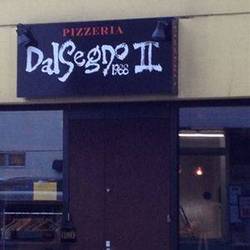 PIZZERIA
DalSegno II
1988